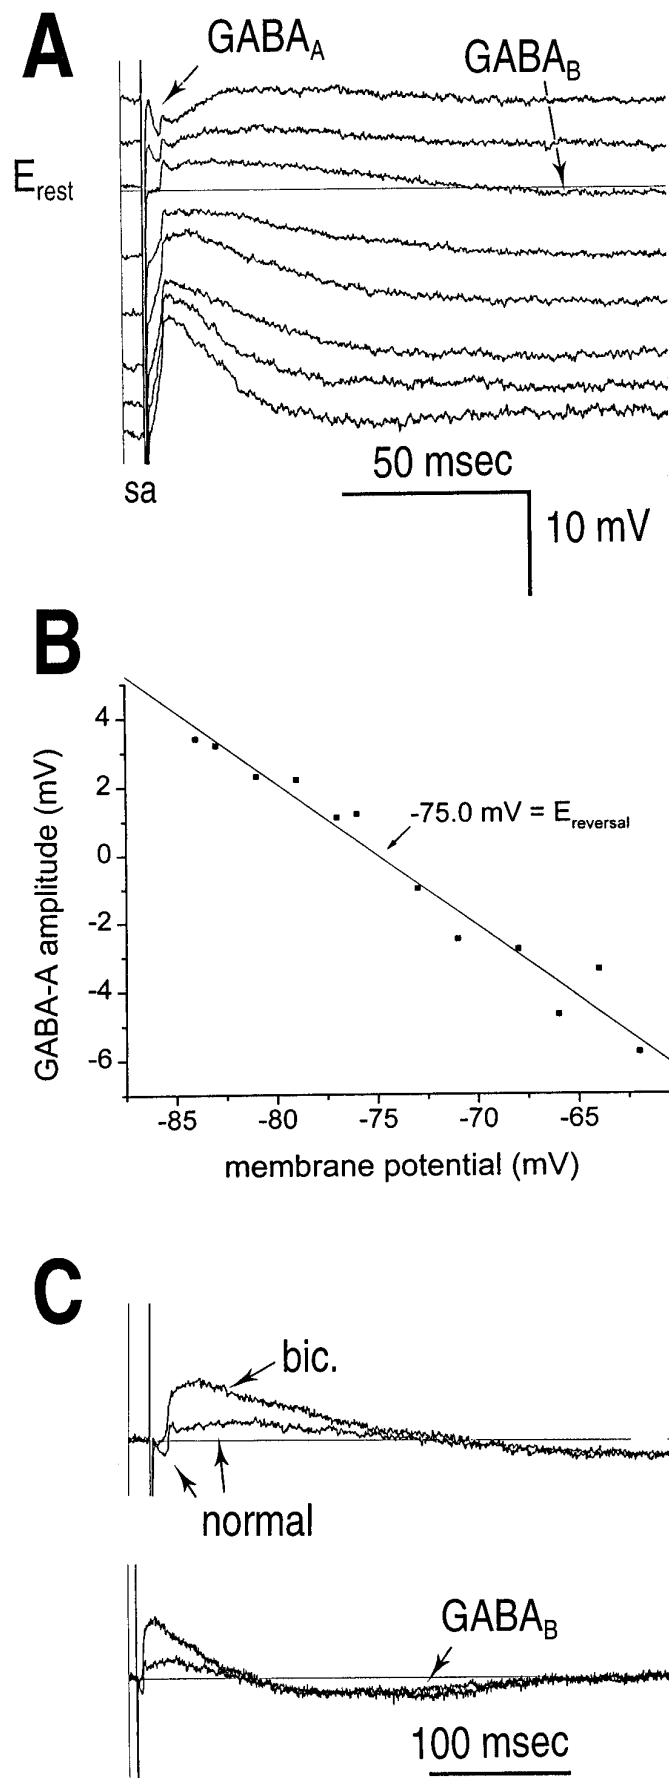 A
GABAA
GABAB
Erest
50 msec
sa
10 mV
B
4
2
0
-2
-4
-6
GABA-A amplitude (mV)
-75.0 mV = Ereversal
-85 -80 -75 -70 -65
membrane potential (mV)
C
bic.
normal
GABAB
100 msec